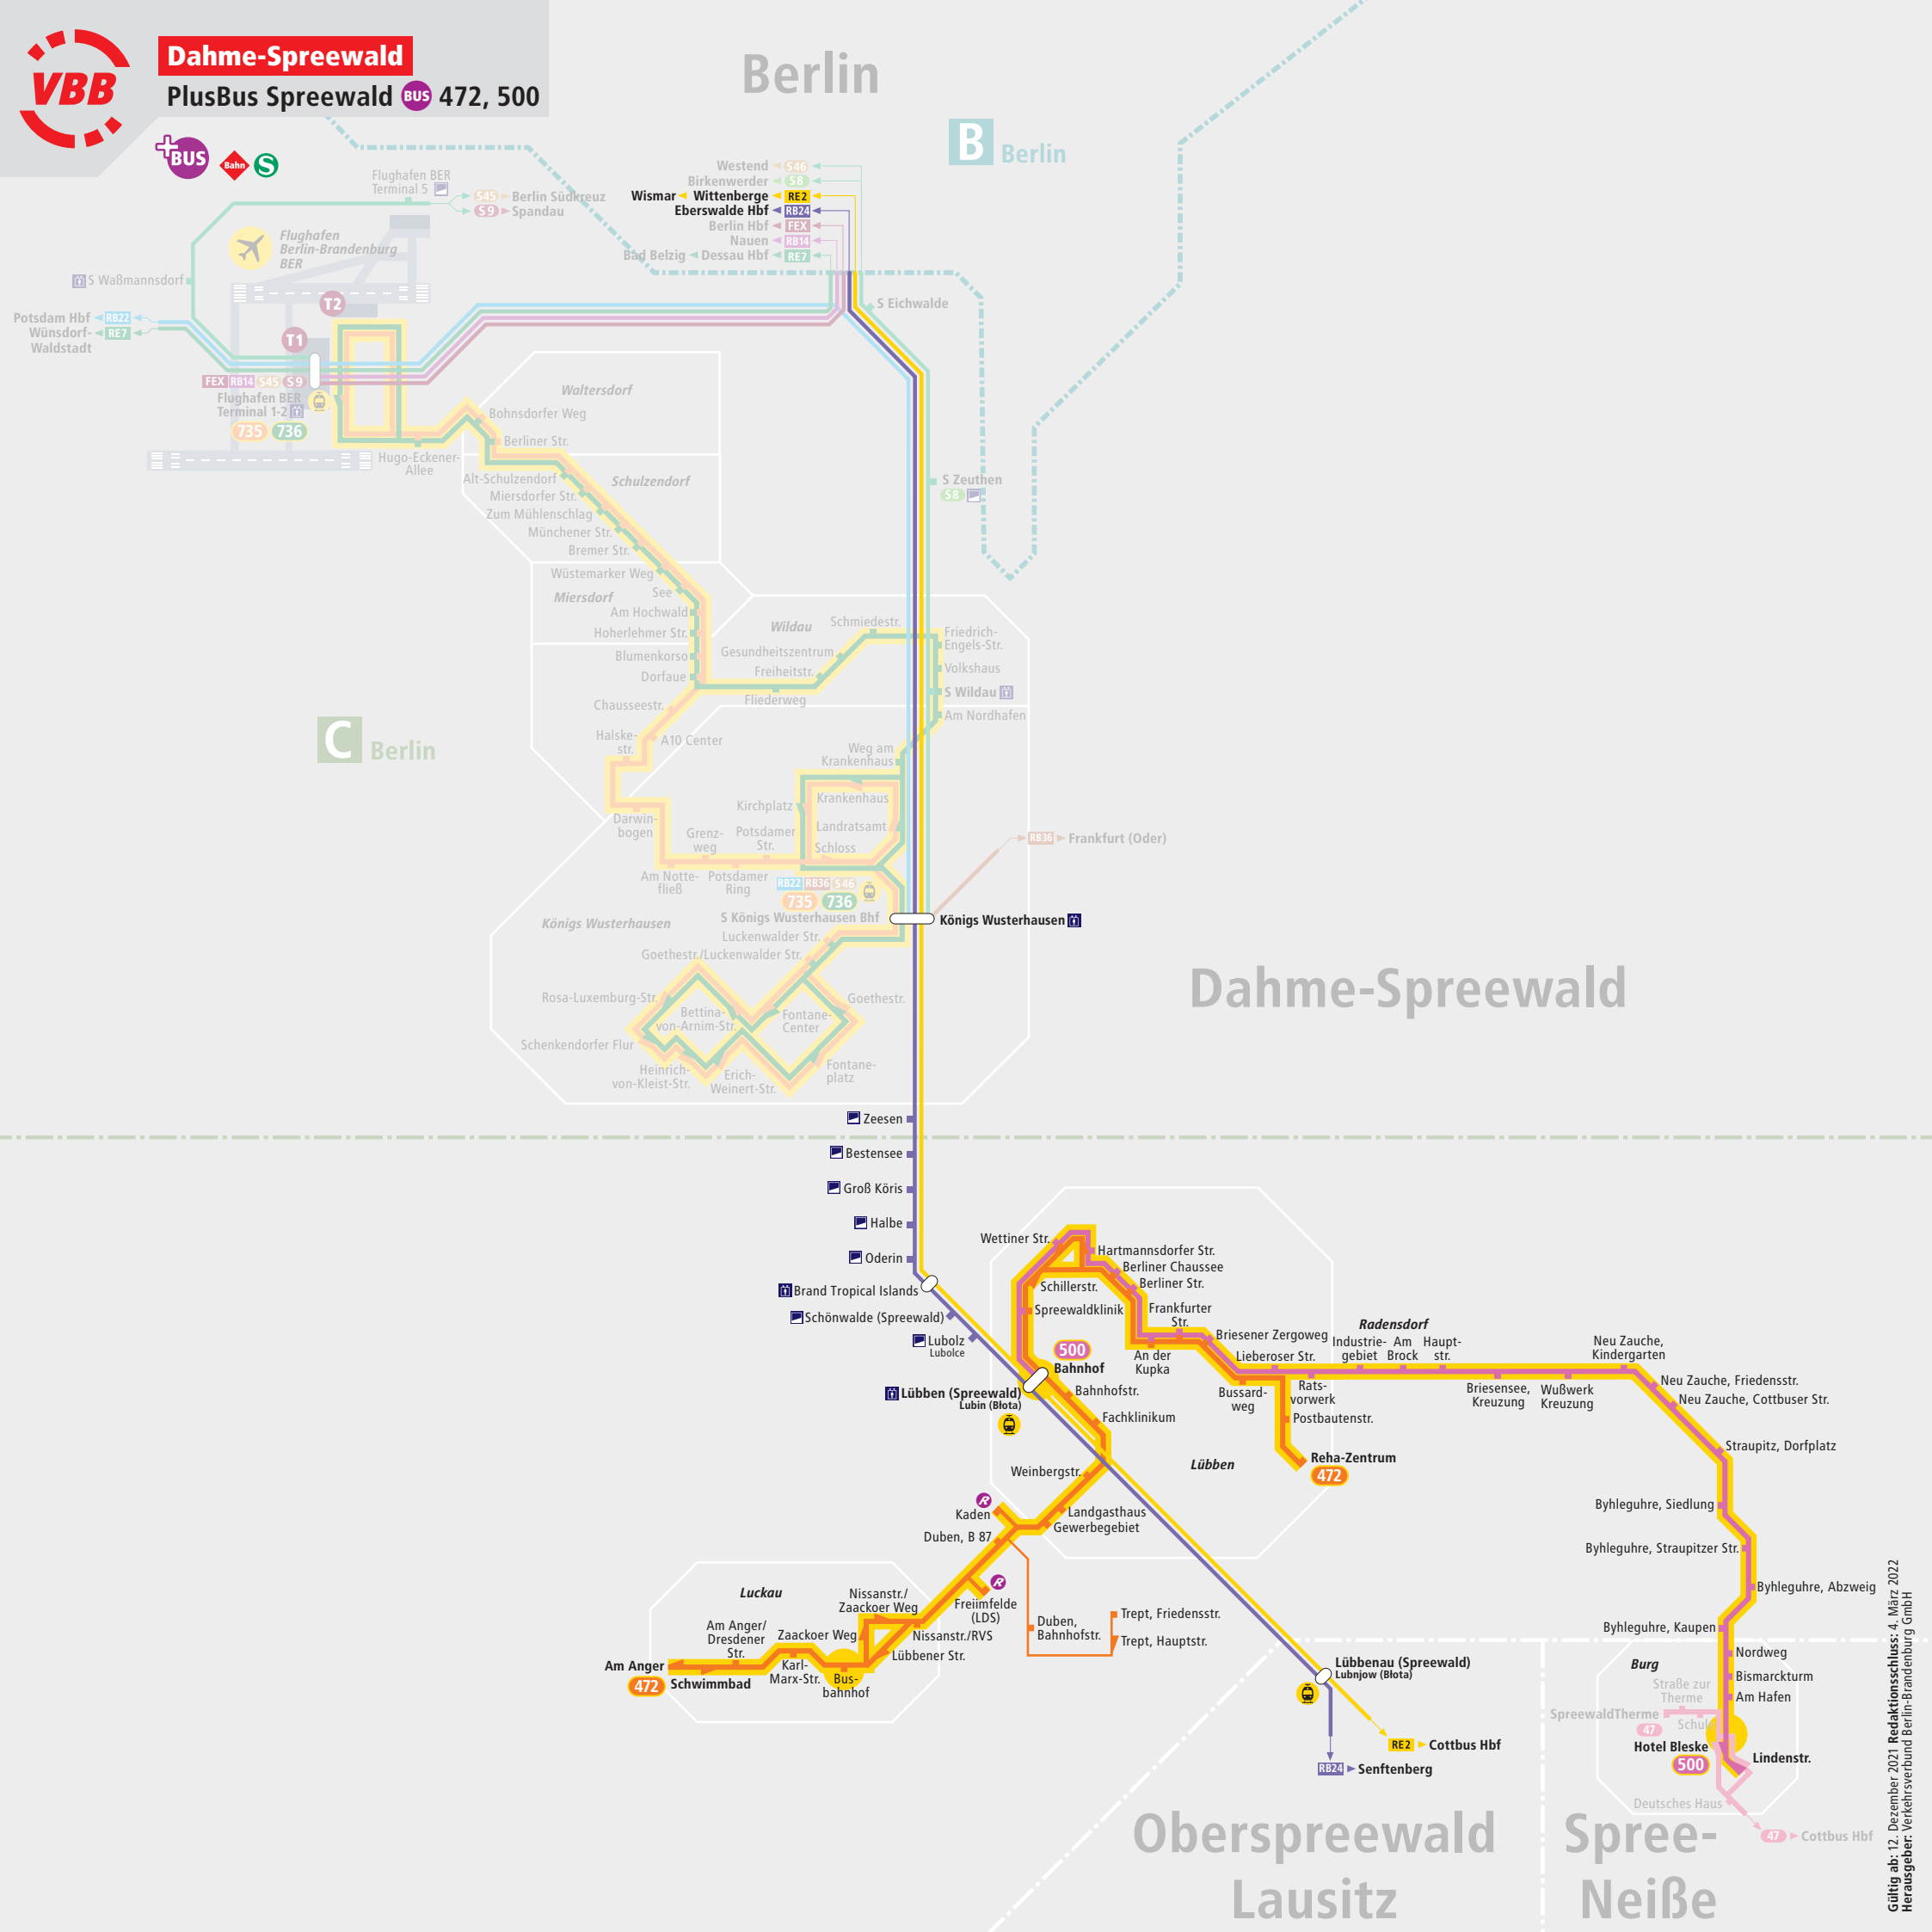 VBB
Dahme-Spreewald
PlusBus Spreewald BUS 472, 500
+BUS
Bahn
S
Berlin
B Berlin
Flughafen BER
Terminal 5
S45 Berlin Südkreuz
S9 Spandau
Westend S46
Birkenwerder S8
Wismar Wittenberge RE2
Eberswalde Hbf RB24
Berlin Hbf FEX
Nauen RB14
Bad Belzig Dessau Hbf RE7
Flughafen
Berlin-Brandenburg
BER
S Waßmannsdorf
T2
T1
Potsdam Hbf RB22
Wünsdorf-
Waldstadt
RE7
FEX RB14 S45 S9
Flughafen BER
Terminal 1-2
735 736
Hugo-Eckener-
Allee
S Eichwalde
Waltersdorf
Bohnsdorfer Weg
Berliner Str.
Schulzendorf
Alt-Schulzendorf
Miersdorfer Str.
Zum Mühlenschlag
Münchener Str.
Bremer Str.
S Zeuthen
S8
Wüstemarker Weg
See
Miersdorf
Am Hochwald
Hoherlehmer Str.
Blumenkorso
Dorfaue
Wildau
Schmiedestr.
Gesundheitszentrum
Freiheitstr.
Fliederweg
Friedrich-
Engels-Str.
Volkshaus
S Wildau
Am Nordhafen
Chausseestr.
Halske-
str.
A10 Center
C Berlin
Weg am
Krankenhaus
Krankenhaus
Kirchplatz
Landratsamt
Darwin-
bogen
Grenz-
weg
Potsdamer
Str.
Schloss
Am Notte-
fließ
Potsdamer
Ring
RB22 RB36 S46
735 736
S Königs Wusterhausen Bhf
RB36 Frankfurt (Oder)
Königs Wusterhausen
Königs Wusterhausen
Luckenwalder Str.
Goethestr./Luckenwalder Str.
Rosa-Luxemburg-Str.
Bettina-
von-Arnim-Str.
Fontane-
Center
Goethestr.
Schenkendorfer Flur
Heinrich-
von-Kleist-Str.
Erich-
Weinert-Str.
Fontane-
platz
Dahme-Spreewald
Zeesen
Bestensee
Groß Köris
Halbe
Oderin
Brand Tropical Islands
Schönwalde (Spreewald)
Lubolz
Lubolce
Lübben (Spreewald)
Lubin (Błota)
Wettiner Str.
Hartmannsdorfer Str.
Berliner Chaussee
Berliner Str.
Schillerstr.
Spreewaldklinik
Frankfurter
Str.
500
Bahnhof
An der
Kupka
Briesener Zergoweg
Lieberoser Str.
Bahnhofstr.
Fachklinikum
Bussard-
weg
Rats-
vorwerk
Postbautenstr.
Reha-Zentrum
472
Lübben
Radensdorf
Industrie-
gebiet
Am
Brock
Haupt-
str.
Briesensee,
Kreuzung
Wußwerk
Kreuzung
Neu Zauche,
Kindergarten
Neu Zauche, Friedensstr.
Neu Zauche, Cottbuser Str.
Straupitz, Dorfplatz
Byhleguhre, Siedlung
Byhleguhre, Straupitzer Str.
Byhleguhre, Abzweig
Byhleguhre, Kaupen
Weinbergstr.
R
Kaden
Landgasthaus
Gewerbegebiet
Duben, B 87
R
Freiimfelde
(LDS)
Duben,
Bahnhofstr.
Trept, Friedensstr.
Trept, Hauptstr.
Luckau
Nissanstr./
Zaackoer Weg
Am Anger/
Dresdener
Str.
Zaackoer Weg
Nissanstr./RVS
Lübbener Str.
Am Anger
472 Schwimmbad
Karl-
Marx-Str.
Bus-
bahnhof
Lübbenau (Spreewald)
Lubnjow (Błota)
RE2 Cottbus Hbf
RB24 Senftenberg
Burg
Nordweg
Bismarckturm
Am Hafen
Straße zur
Therme
SpreewaldTherme
47
Schul
Hotel Bleske
500
Lindenstr.
Deutsches Haus
47 Cottbus Hbf
Oberspreewald
Lausitz
Spree-
Neiße
Gültig ab: 12. Dezember 2021 Redaktionsschluss: 4. März 2022
Herausgeber: Verkehrsverbund Berlin-Brandenburg GmbH